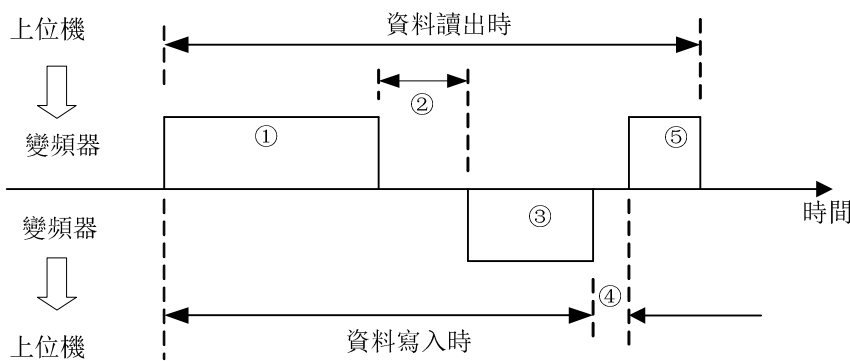 上位機
資料讀出時
②
變頻器
①
⑤
時間
變頻器
③
④
資料寫入時
上位機